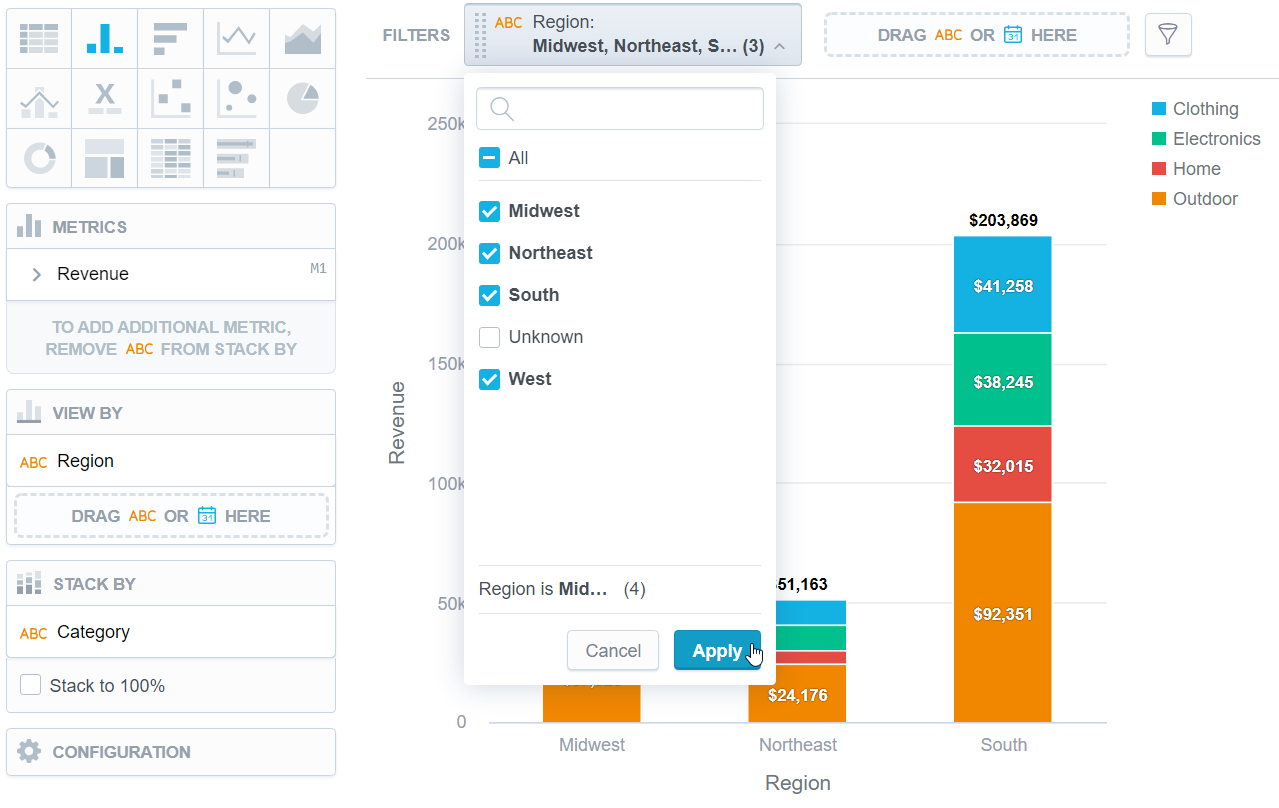 FILTERS
ABC Region:
Midwest, Northeast, S... (3)
DRAG ABC OR 31 HERE
X
METRICS
Revenue M1
TO ADD ADDITIONAL METRIC,
REMOVE ABC FROM STACK BY
VIEW BY
ABC Region
DRAG ABC OR 31 HERE
STACK BY
ABC Category
Stack to 100%
CONFIGURATION
All
Midwest
Northeast
South
Unknown
West
Region is Mid... (4)
Cancel Apply
Clothing
Electronics
Home
Outdoor
Revenue
250k
200k
150k
100k
50k
0
51,163
$24,176
$203,869
$41,258
$38,245
$32,015
$92,351
Midwest Northeast South
Region